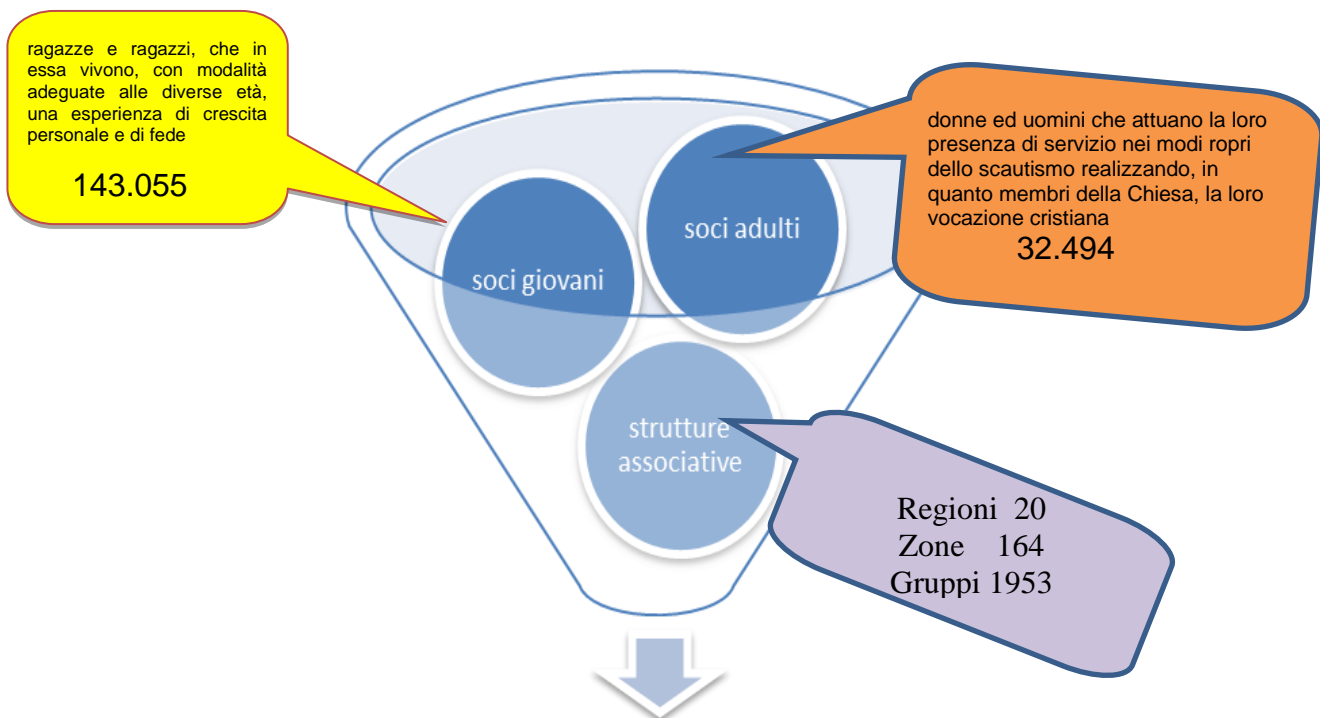 ragazze e ragazzi, che in
essa vivono, con modalità
adeguate alle diverse età,
una esperienza di crescita
personale e di fede
143.055
donne ed uomini che attuano la loro
presenza di servizio nei modi ropri
dello scautismo realizzando, in
quanto membri della Chiesa, la loro
vocazione cristiana
32.494
soci adulti
soci giovani
strutture
associative
Regioni 20
Zone 164
Gruppi 1953